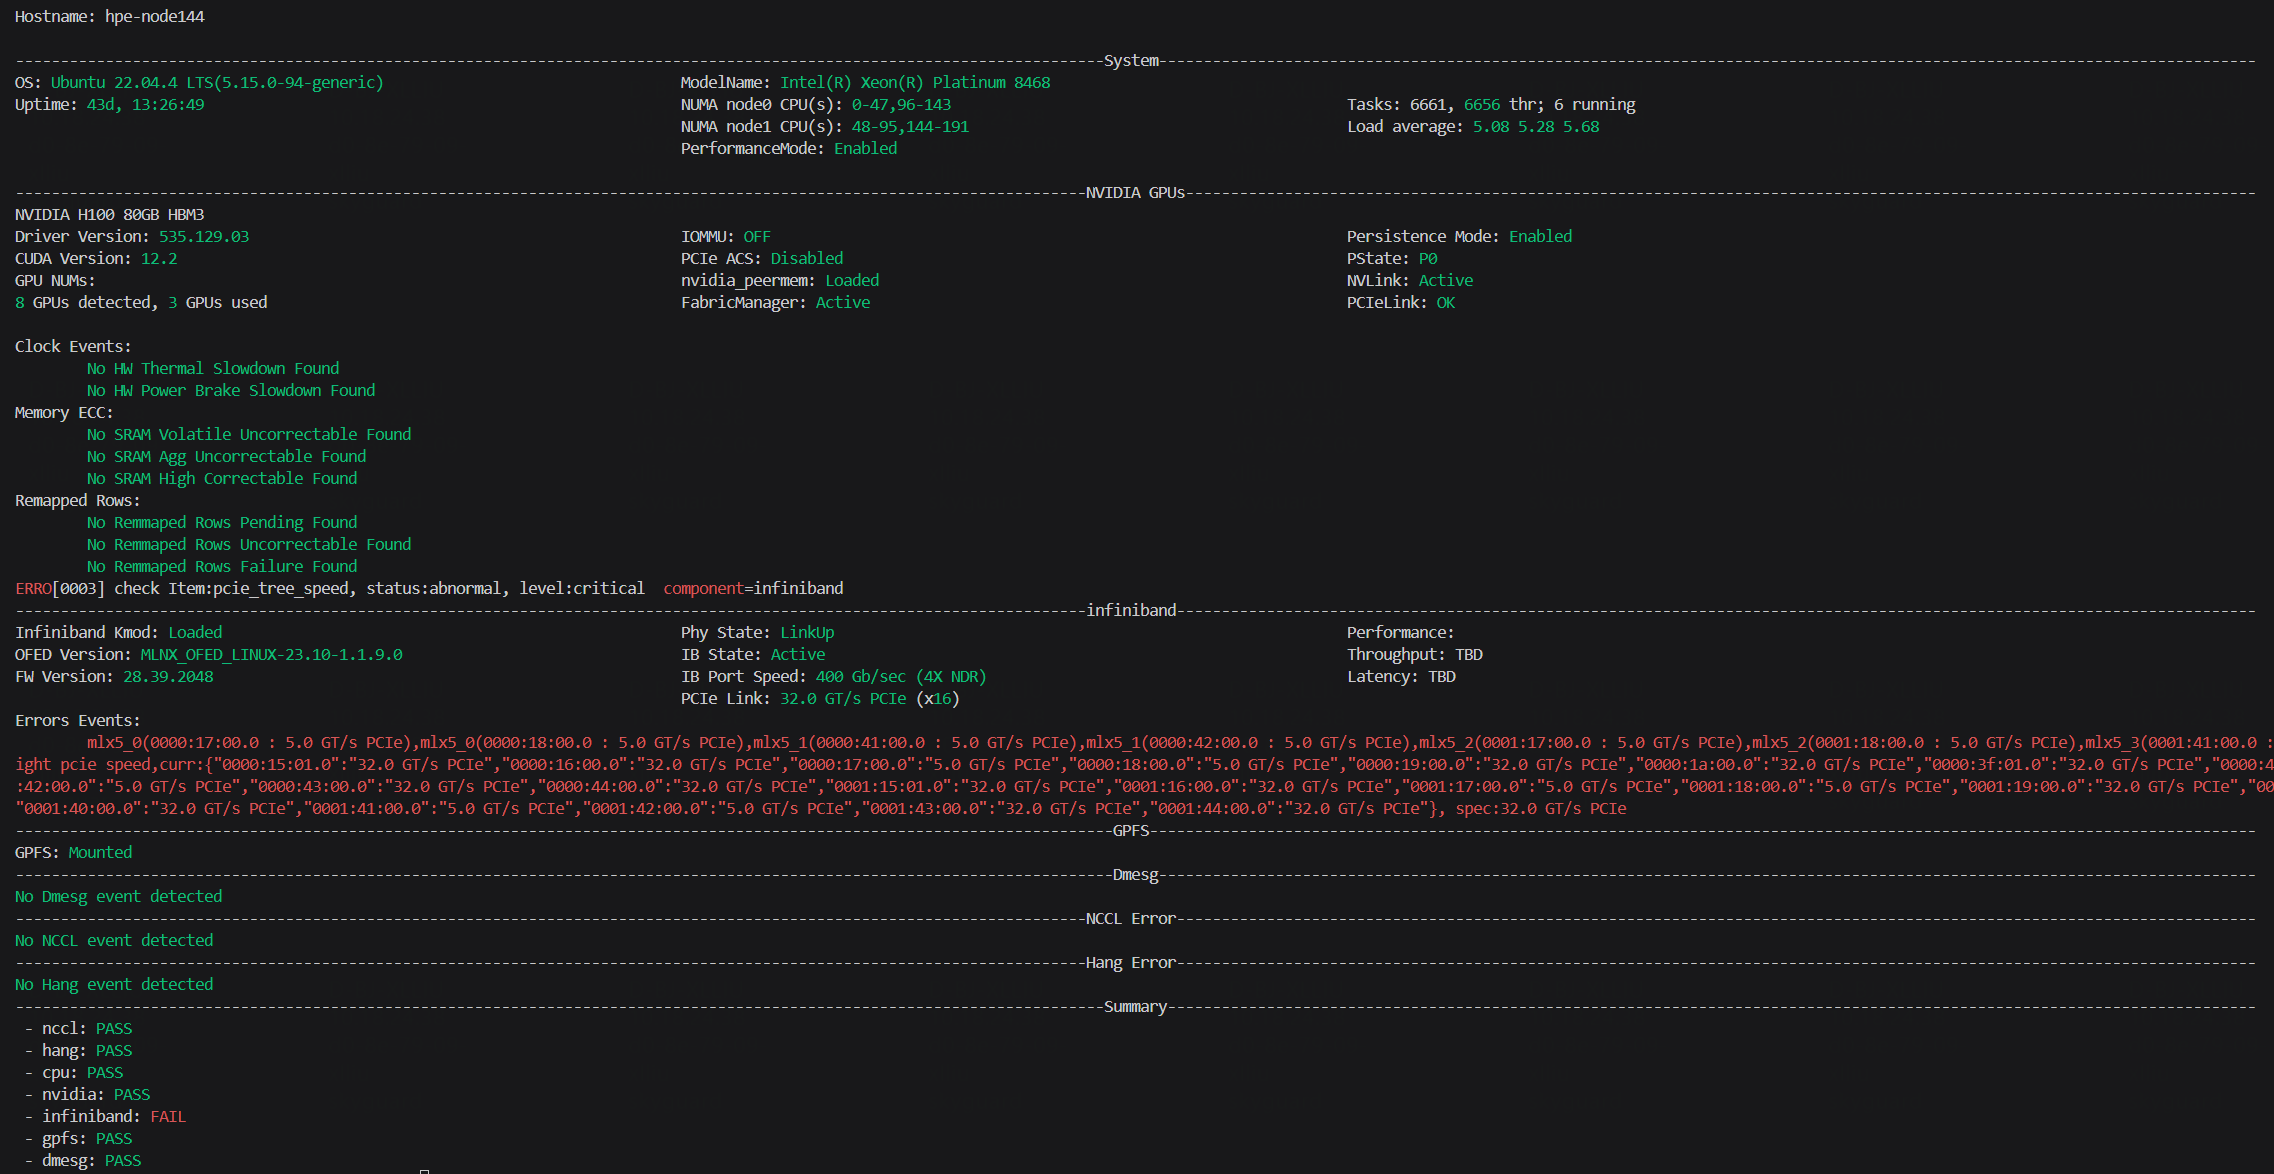 Hostname: hpe-node144
System
OS: Ubuntu 22.04.4 LTS(5.15.0-94-generic) ModelName: Intel(R) Xeon(R) Platinum 8468
Uptime: 43d, 13:26:49 NUMA node0 CPU(s): 0-47,96-143 Tasks: 6661, 6656 thr; 6 running
NUMA node1 CPU(s): 48-95,144-191 Load average: 5.08 5.28 5.68
PerformanceMode: Enabled
NVIDIA GPUs
NVIDIA H100 80GB HBM3
Driver Version: 535.129.03 IOMMU: OFF Persistence Mode: Enabled
CUDA Version: 12.2 PCIe ACS: Disabled PState: P0
GPU NUMs: nvidia_peermem: Loaded NVLink: Active
8 GPUs detected, 3 GPUs used FabricManager: Active PCIeLink: OK
Clock Events:
No HW Thermal Slowdown Found
No HW Power Brake Slowdown Found
Memory ECC:
No SRAM Volatile Uncorrectable Found
No SRAM Agg Uncorrectable Found
No SRAM High Correctable Found
Remapped Rows:
No Remmaped Rows Pending Found
No Remmaped Rows Uncorrectable Found
No Remmaped Rows Failure Found
ERRO[0003] check Item:pcie_tree_speed, status:abnormal, level:critical component=infiniband
infiniband
Infiniband Kmod: Loaded Phy State: LinkUp Performance:
OFED Version: MLNX_OFED_LINUX-23.10-1.1.9.0 IB State: Active Throughput: TBD
FW Version: 28.39.2048 IB Port Speed: 400 Gb/sec (4X NDR) Latency: TBD
PCIe Link: 32.0 GT/s PCIe (x16)
Errors Events:
mlx5_0(0000:17:00.0 : 5.0 GT/s PCIe),mlx5_0(0000:18:00.0 : 5.0 GT/s PCIe),mlx5_1(0000:41:00.0 : 5.0 GT/s PCIe),mlx5_1(0000:42:00.0 : 5.0 GT/s PCIe),mlx5_2(0001:17:00.0 : 5.0 GT/s PCIe),mlx5_2(0001:18:00.0 : 5.0 GT/s PCIe),mlx5_3(0001:41:00.0 :
ight pcie speed,curr:{"0000:15:01.0":"32.0 GT/s PCIe","0000:16:00.0":"32.0 GT/s PCIe","0000:17:00.0":"5.0 GT/s PCIe","0000:18:00.0":"5.0 GT/s PCIe","0000:19:00.0":"32.0 GT/s PCIe","0000:1a:00.0":"32.0 GT/s PCIe","0000:3f:01.0":"32.0 GT/s PCIe","0000:4
:42:00.0":"5.0 GT/s PCIe","0000:43:00.0":"32.0 GT/s PCIe","0000:44:00.0":"32.0 GT/s PCIe","0001:15:01.0":"32.0 GT/s PCIe","0001:16:00.0":"32.0 GT/s PCIe","0001:17:00.0":"5.0 GT/s PCIe","0001:18:00.0":"5.0 GT/s PCIe","0001:19:00.0":"32.0 GT/s PCIe","00
"0001:40:00.0":"32.0 GT/s PCIe","0001:41:00.0":"5.0 GT/s PCIe","0001:42:00.0":"5.0 GT/s PCIe","0001:43:00.0":"32.0 GT/s PCIe","0001:44:00.0":"32.0 GT/s PCIe"}, spec:32.0 GT/s PCIe
GPFS
GPFS: Mounted
Dmesg
No Dmesg event detected
NCCL Error
No NCCL event detected
Hang Error
No Hang event detected
Summary
- nccl: PASS
- hang: PASS
- cpu: PASS
- nvidia: PASS
- infiniband: FAIL
- gpfs: PASS
- dmesg: PASS